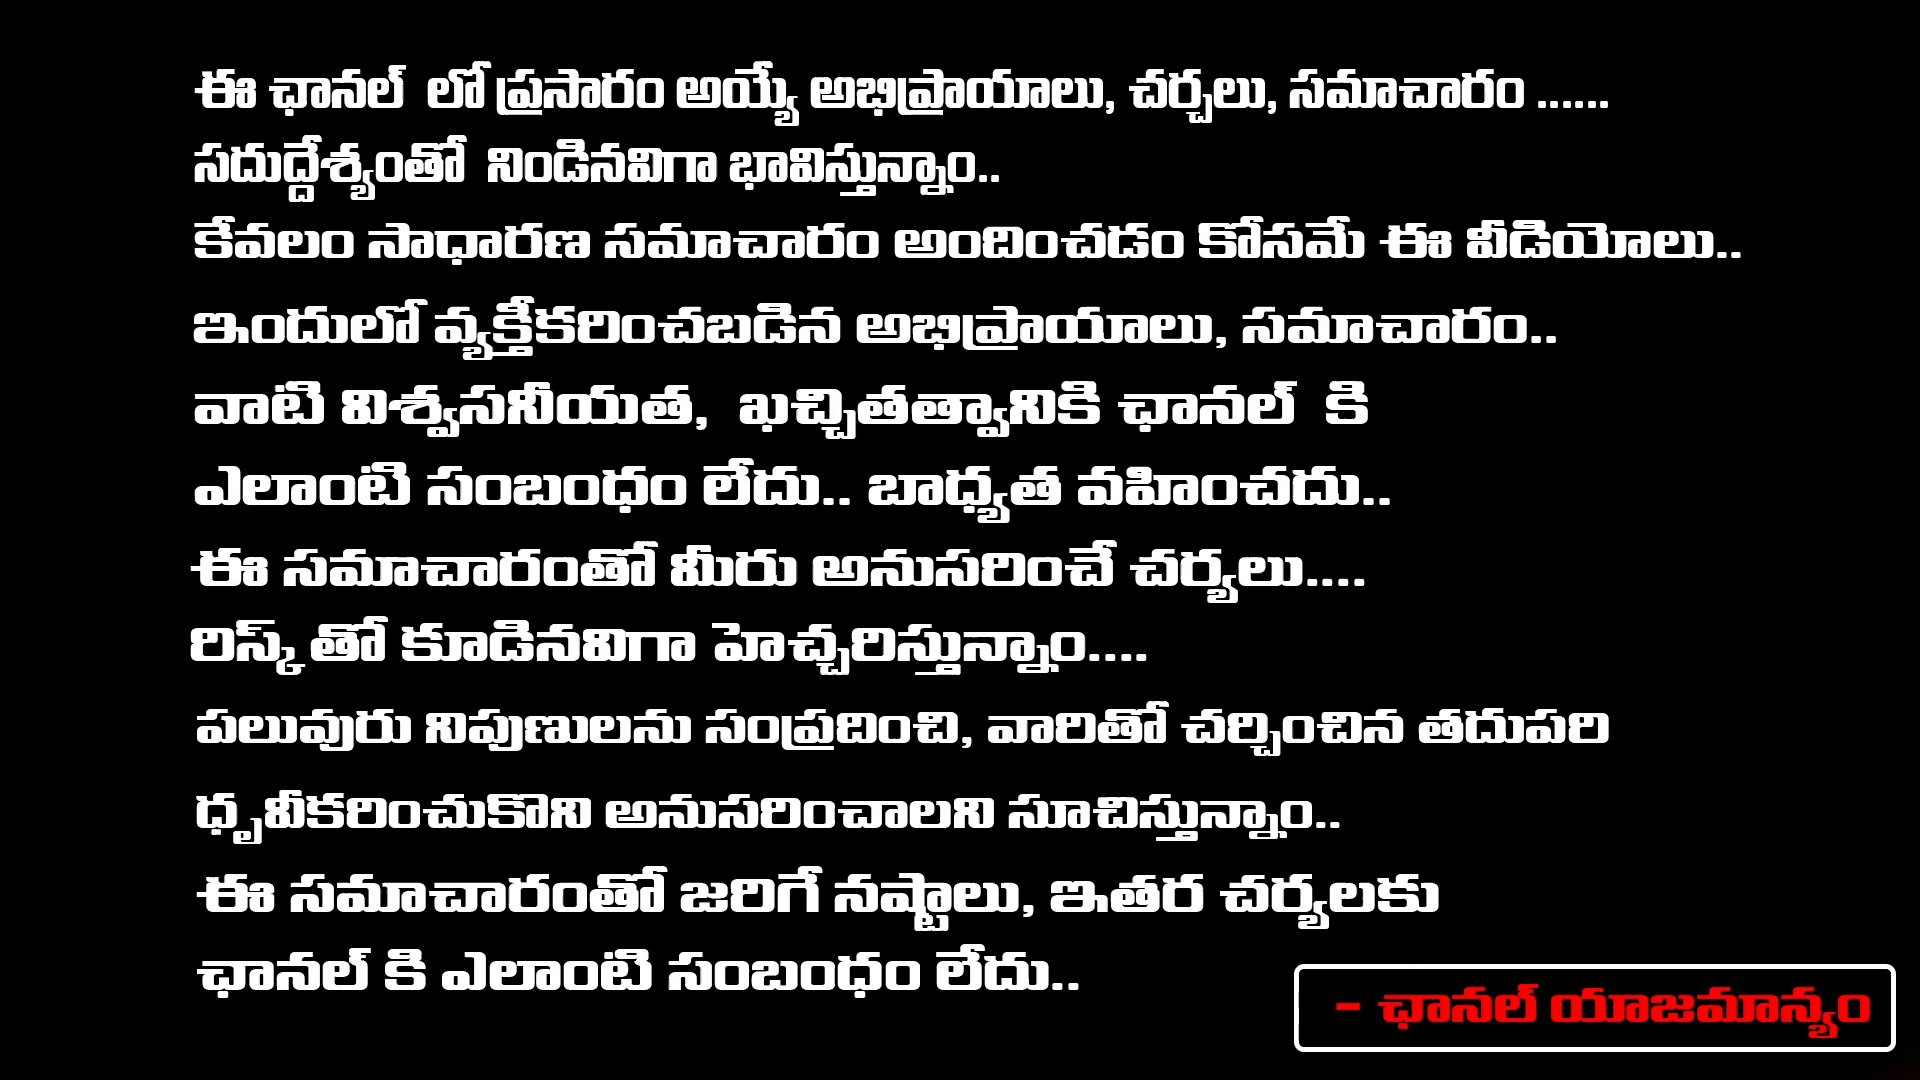 ఈ ఛానల్ లో ప్రసారం అయ్యే అభిప్రాయాలు, చర్చలు, సమాచారం ......
సదుద్దేశ్యంతో నిండినవిగా భావిస్తున్నాం..
కేవలం సాధారణ సమాచారం అందించడం కోసమే ఈ వీడియోలు..
ఇందులో వ్యక్తీకరించబడిన అభిప్రాయాలు, సమాచారం..
వాటి విశ్వసనీయత, ఖచ్చితత్వానికి ఛానల్ కి
ఎలాంటి సంబంధం లేదు.. బాధ్యత వహించదు..
ఈ సమాచారంతో మీరు అనుసరించే చర్యలు....
రిస్క్ తో కూడినవిగా హెచ్చరిస్తున్నాం....
పలువురు నిపుణులను సంప్రదించి, వారితో చర్చించిన తదుపరి
ధృవీకరించుకొని అనుసరించాలని సూచిస్తున్నాం..
ఈ సమాచారంతో జరిగే నష్టాలు, ఇతర చర్యలకు
ఛానల్ కి ఎలాంటి సంబంధం లేదు..
- ఛానల్ యాజమాన్యం